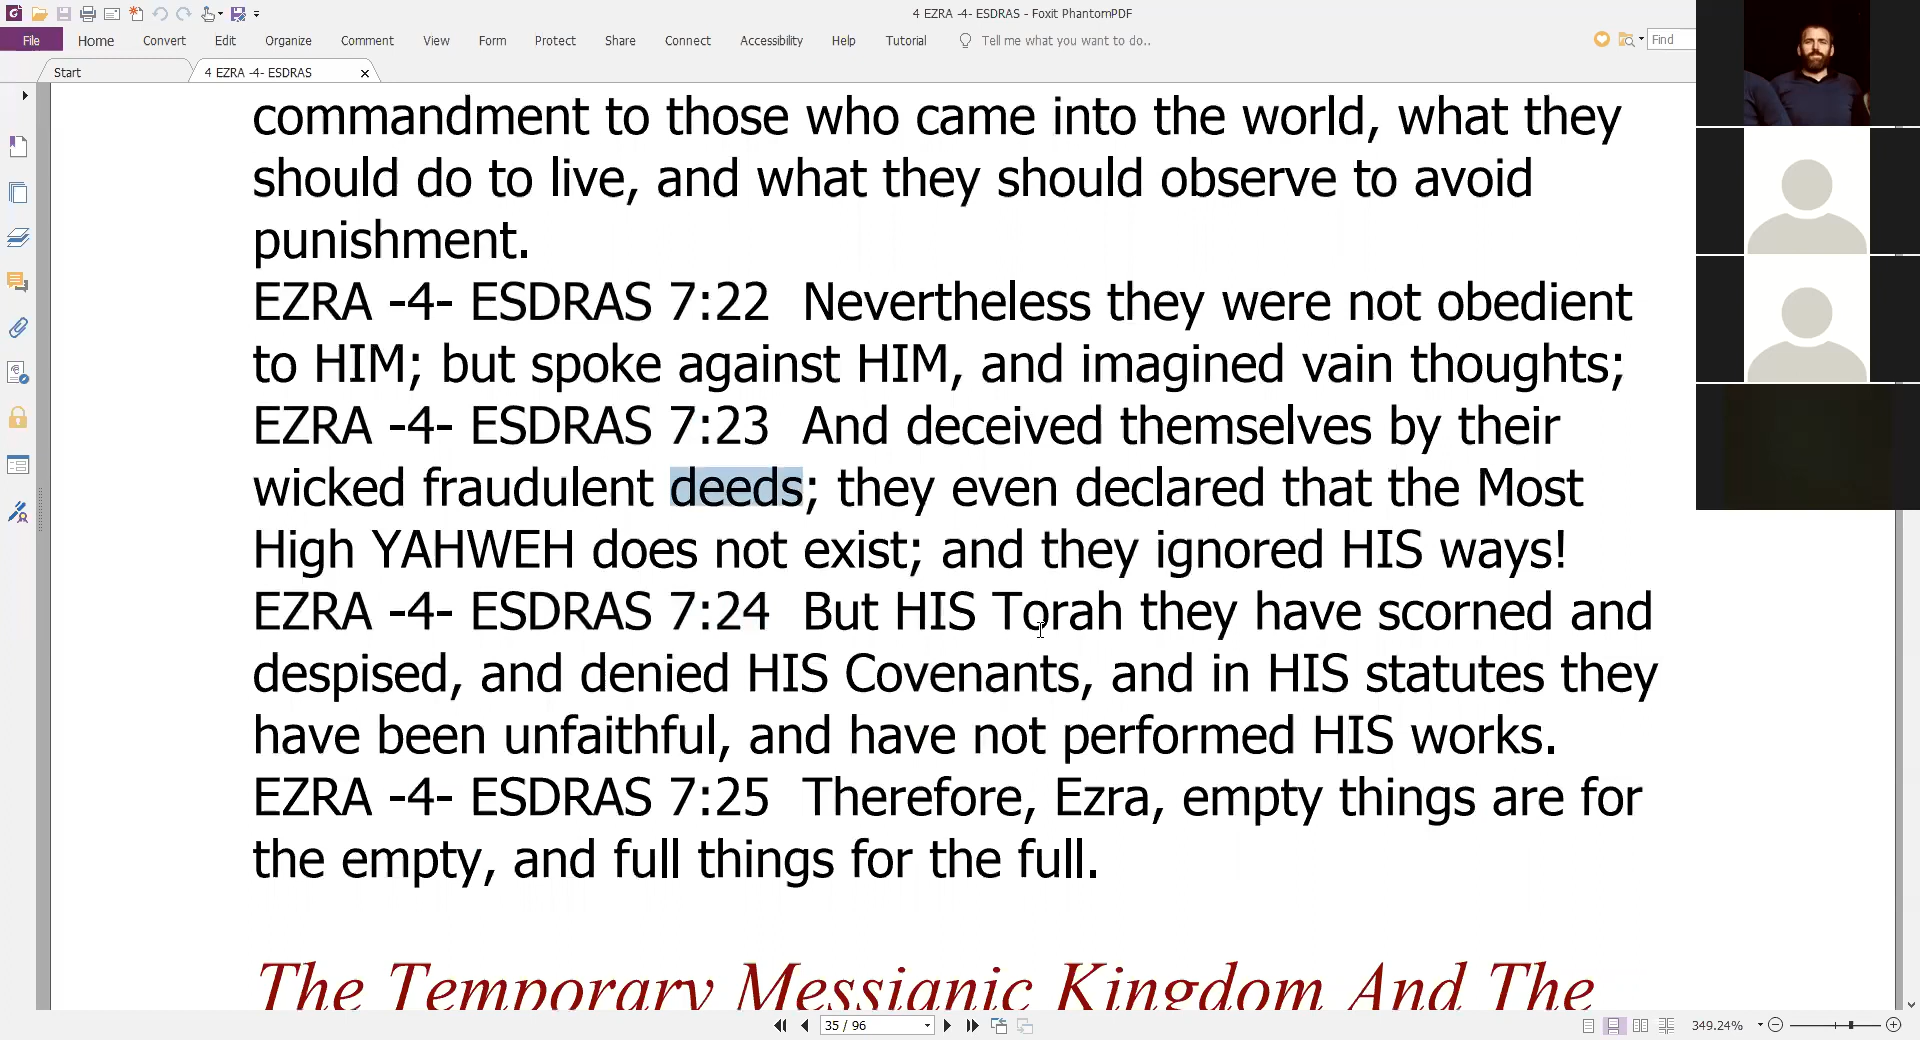 4 EZRA -4- ESDRAS - Foxit PhantomPDF
File Home Convert Edit Organize Comment View Form Protect Share Connect Accessibility Help Tutorial Tell me what you want to do.. Find
Start 4 EZRA -4- ESDRAS
commandment to those who came into the world, what they
should do to live, and what they should observe to avoid
punishment.
EZRA -4- ESDRAS 7:22 Nevertheless they were not obedient
to HIM; but spoke against HIM, and imagined vain thoughts;
EZRA -4- ESDRAS 7:23 And deceived themselves by their
wicked fraudulent deeds; they even declared that the Most
High YAHWEH does not exist; and they ignored HIS ways!
EZRA -4- ESDRAS 7:24 But HIS Torah they have scorned and
despised, and denied HIS Covenants, and in HIS statutes they
have been unfaithful, and have not performed HIS works.
EZRA -4- ESDRAS 7:25 Therefore, Ezra, empty things are for
the empty, and full things for the full.
The Temporary Messianic Kingdom And The
35 / 96 349.24%